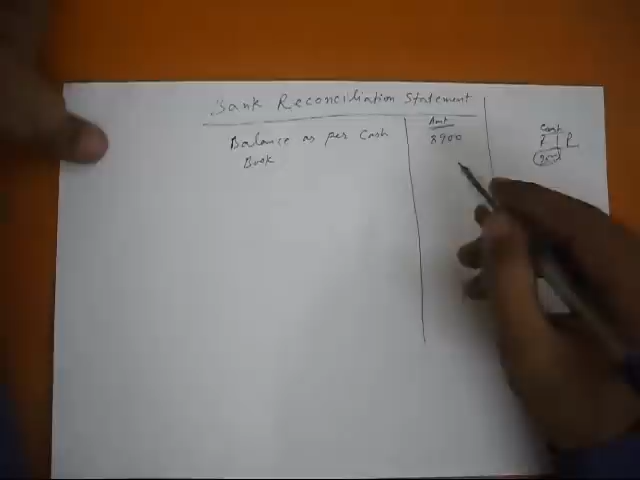 Bank Reconciliation Statement
Amt
Balance as per Cash 8900
Book
Cash
P R